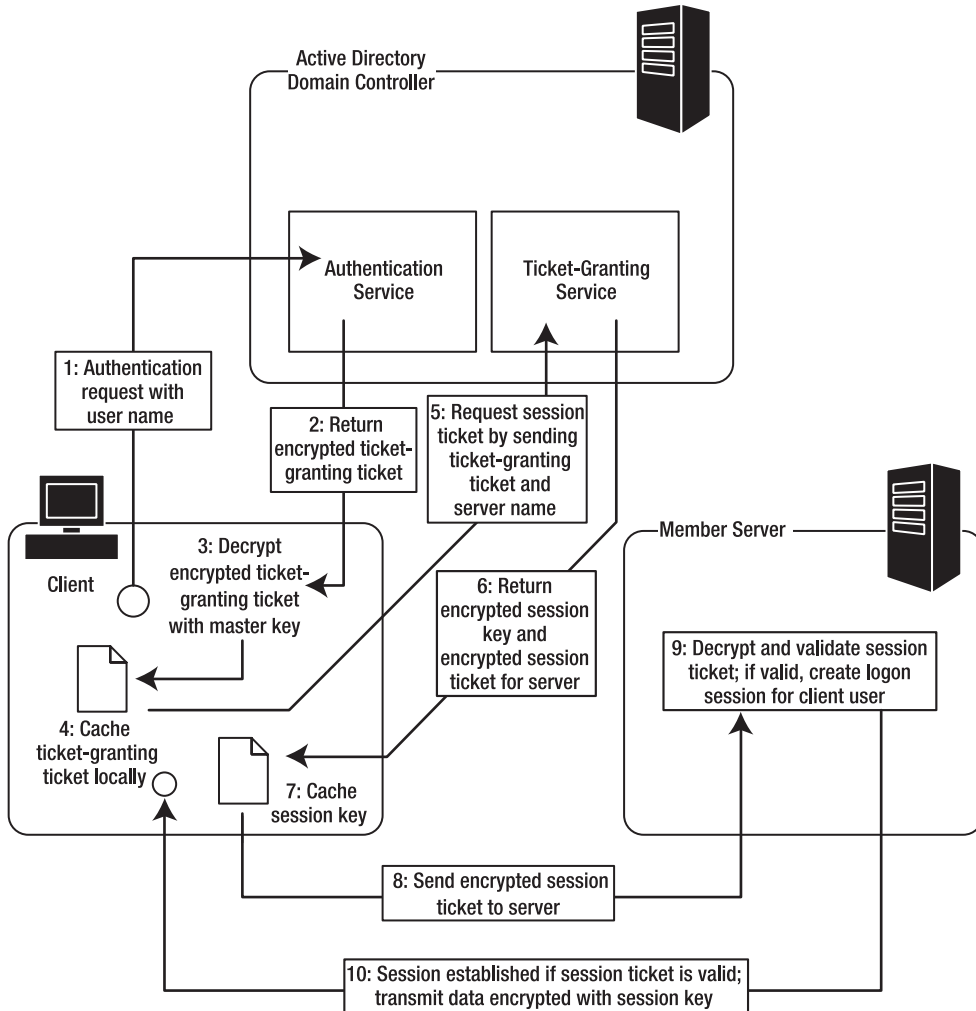 Active Directory
Domain Controller
Authentication
Service
Ticket-Granting
Service
1: Authentication
request with
user name
2: Return
encrypted ticket-
granting ticket
5: Request session
ticket by sending
ticket-granting
ticket and
server name
Member Server
Client
3: Decrypt
encrypted ticket-
granting ticket
with master key
6: Return
encrypted session
key and
encrypted session
ticket for server
9: Decrypt and validate session
ticket; if valid, create logon
session for client user
4: Cache
ticket-granting
ticket locally
7: Cache
session key
8: Send encrypted session
ticket to server
10: Session established if session ticket is valid;
transmit data encrypted with session key